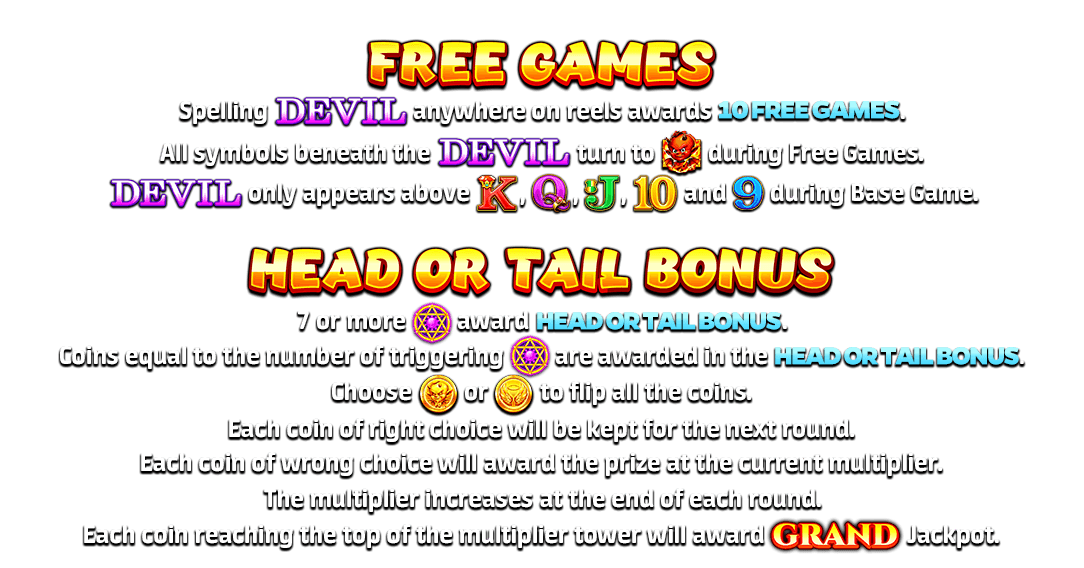 FREE GAMES
Spelling DEVIL anywhere on reels awards 10 FREE GAMES.
All symbols beneath the DEVIL turn to during Free Games.
DEVIL only appears above K, Q, J, 10 and 9 during Base Game.
HEAD OR TAIL BONUS
7 or more award HEAD OR TAIL BONUS.
Coins equal to the number of triggering are awarded in the HEAD OR TAIL BONUS.
Choose or to flip all the coins.
Each coin of right choice will be kept for the next round.
Each coin of wrong choice will award the prize at the current multiplier.
The multiplier increases at the end of each round.
Each coin reaching the top of the multiplier tower will award GRAND Jackpot.